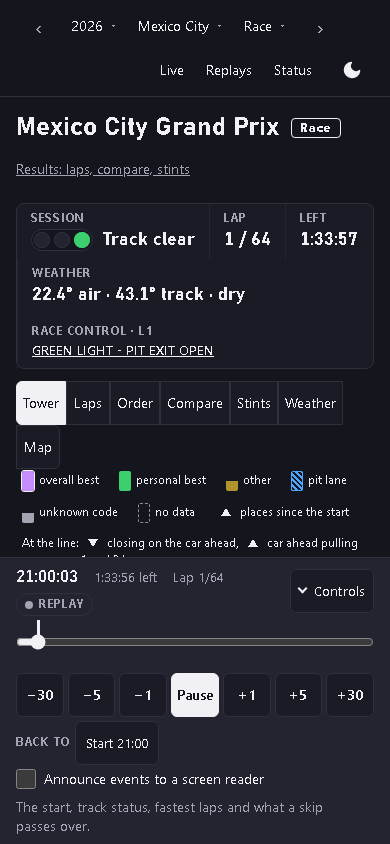 2026 Mexico City Race
Live Replays Status
Mexico City Grand Prix Race
Results: laps, compare, stints
SESSION LAP LEFT
Track clear 1 / 64 1:33:57
WEATHER
22.4° air · 43.1° track · dry
RACE CONTROL · L1
GREEN LIGHT - PIT EXIT OPEN
Tower Laps Order Compare Stints Weather
Map
overall best personal best other pit lane
unknown code no data ▲ places since the start
At the line: ▼ closing on the car ahead, ▲ car ahead pulling
21:00:03 1:33:56 left Lap 1/64 Controls
REPLAY
−30 −5 −1 Pause +1 +5 +30
BACK TO Start 21:00
Announce events to a screen reader
The start, track status, fastest laps and what a skip
passes over.